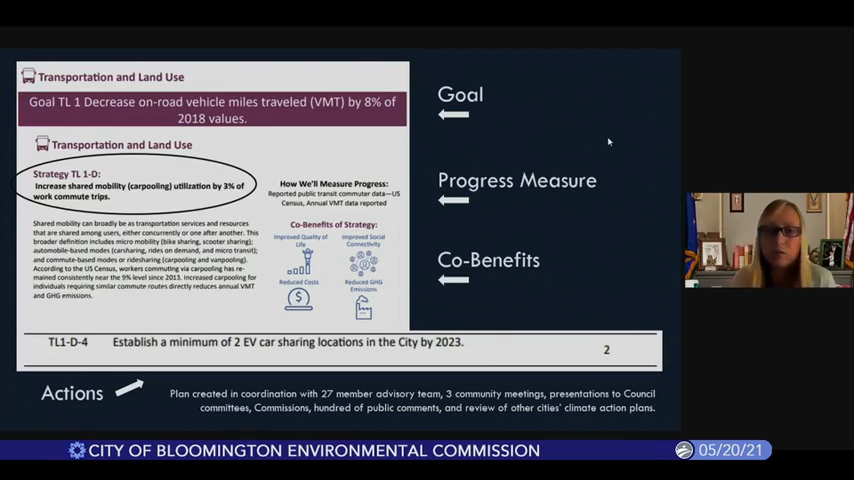 Transportation and Land Use
Goal TL 1 Decrease on-road vehicle miles traveled (VMT) by 8% of
2018 values.
Transportation and Land Use
Strategy TL 1-D:
Increase shared mobility (carpooling) utilization by 3% of
work commute trips.
Shared mobility can broadly be as transportation services and resources
that are shared among users, either concurrently or one after another. This
broader definition includes micro mobility (bike sharing, scooter sharing);
automobile-based modes (carsharing, rides on demand, and micro transit);
and commute-based modes or ridesharing (carpooling and vanpooling).
According to the US Census, workers commuting via carpooling has re-
mained consistently near the 9% level since 2013. Increased carpooling for
individuals requiring similar commute routes directly reduces annual VMT
and GHG emissions.
How We'll Measure Progress:
Reported public transit commuter data—US
Census, Annual VMT data reported
Co-Benefits of Strategy:
Improved Quality of
Life
Improved Social
Connectivity
Reduced Costs
Reduced GHG
Emissions
$
TL1-D-4 Establish a minimum of 2 EV car sharing locations in the City by 2023. 2
Goal
Progress Measure
Co-Benefits
Actions
Plan created in coordination with 27 member advisory team, 3 community meetings, presentations to Council
committees, Commissions, hundred of public comments, and review of other cities' climate action plans.
CITY OF BLOOMINGTON ENVIRONMENTAL COMMISSION
05/20/21